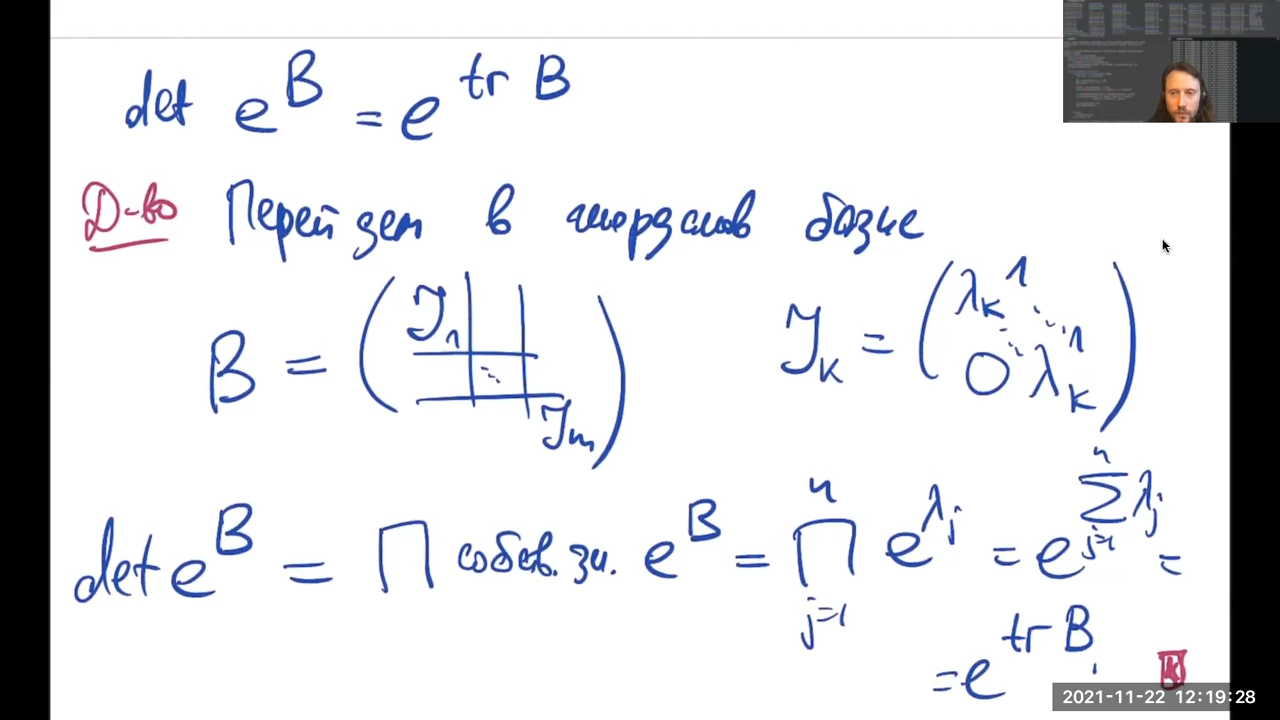 det e^B = e^{tr B}
Д-во Перейдем в жорданов базис
B = (J_1 ⋱ J_m) J_k = (λ_k 1 ⋱ ⋱ 1 0 λ_k)
det e^B = ∏ собств. зн. e^B = ∏_{j=1}^{n} e^{λ_j} = e^{∑_{j=1}^{n} λ_j} =
= e^{tr B}
2021-11-22 12:19:28